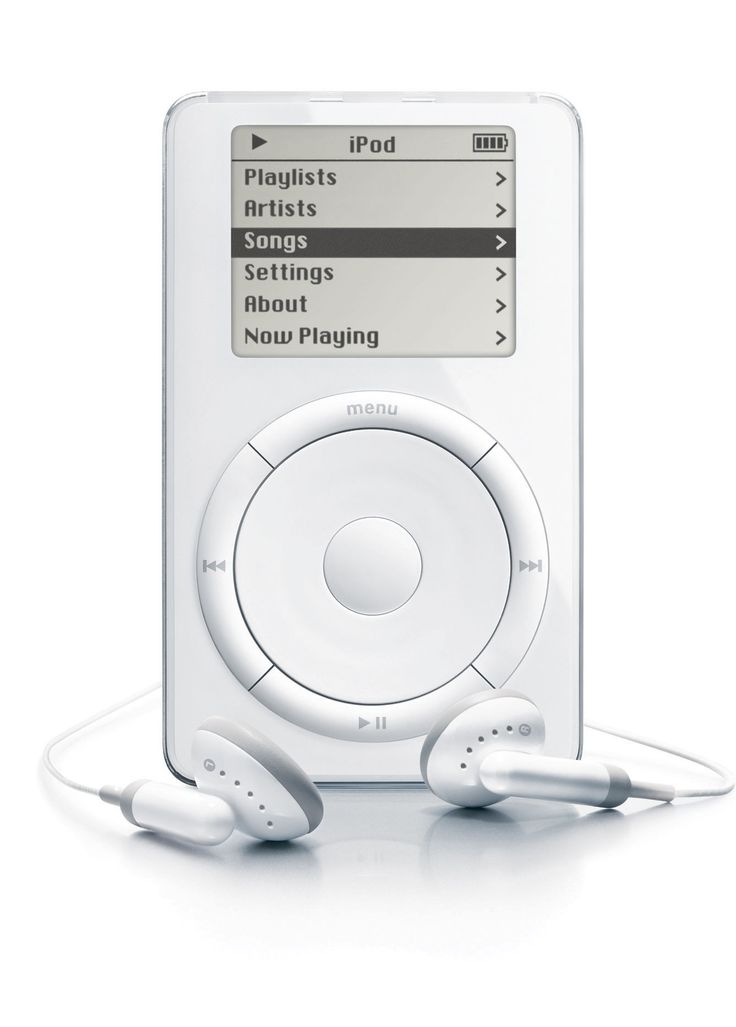 iPod
Playlists
Artists
Songs
Settings
About
Now Playing
menu
L
R